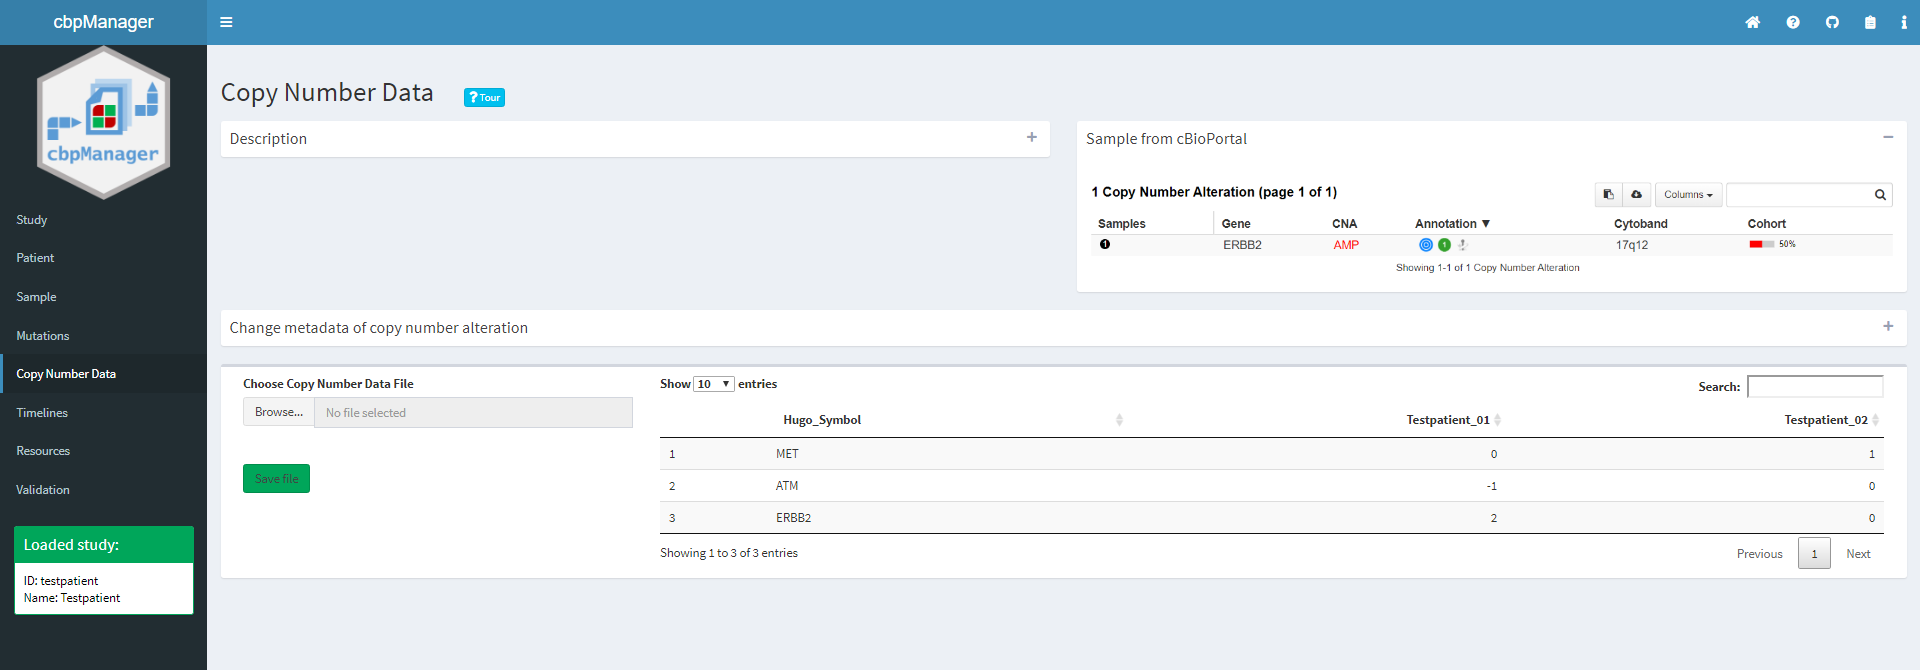 cbpManager
cbpManager
Study
Patient
Sample
Mutations
Copy Number Data
Timelines
Resources
Validation
Loaded study:
ID: testpatient
Name: Testpatient
Copy Number Data
? Tour
Description
Sample from cBioPortal
1 Copy Number Alteration (page 1 of 1)
Columns
Samples Gene CNA Annotation ▼ Cytoband Cohort
1 ERBB2 AMP 1 17q12 50%
Showing 1-1 of 1 Copy Number Alteration
Change metadata of copy number alteration
Choose Copy Number Data File
Browse... No file selected
Save file
Show 10 entries
Search:
Hugo_Symbol Testpatient_01 Testpatient_02
1 MET 0 1
2 ATM -1 0
3 ERBB2 2 0
Showing 1 to 3 of 3 entries
Previous 1 Next